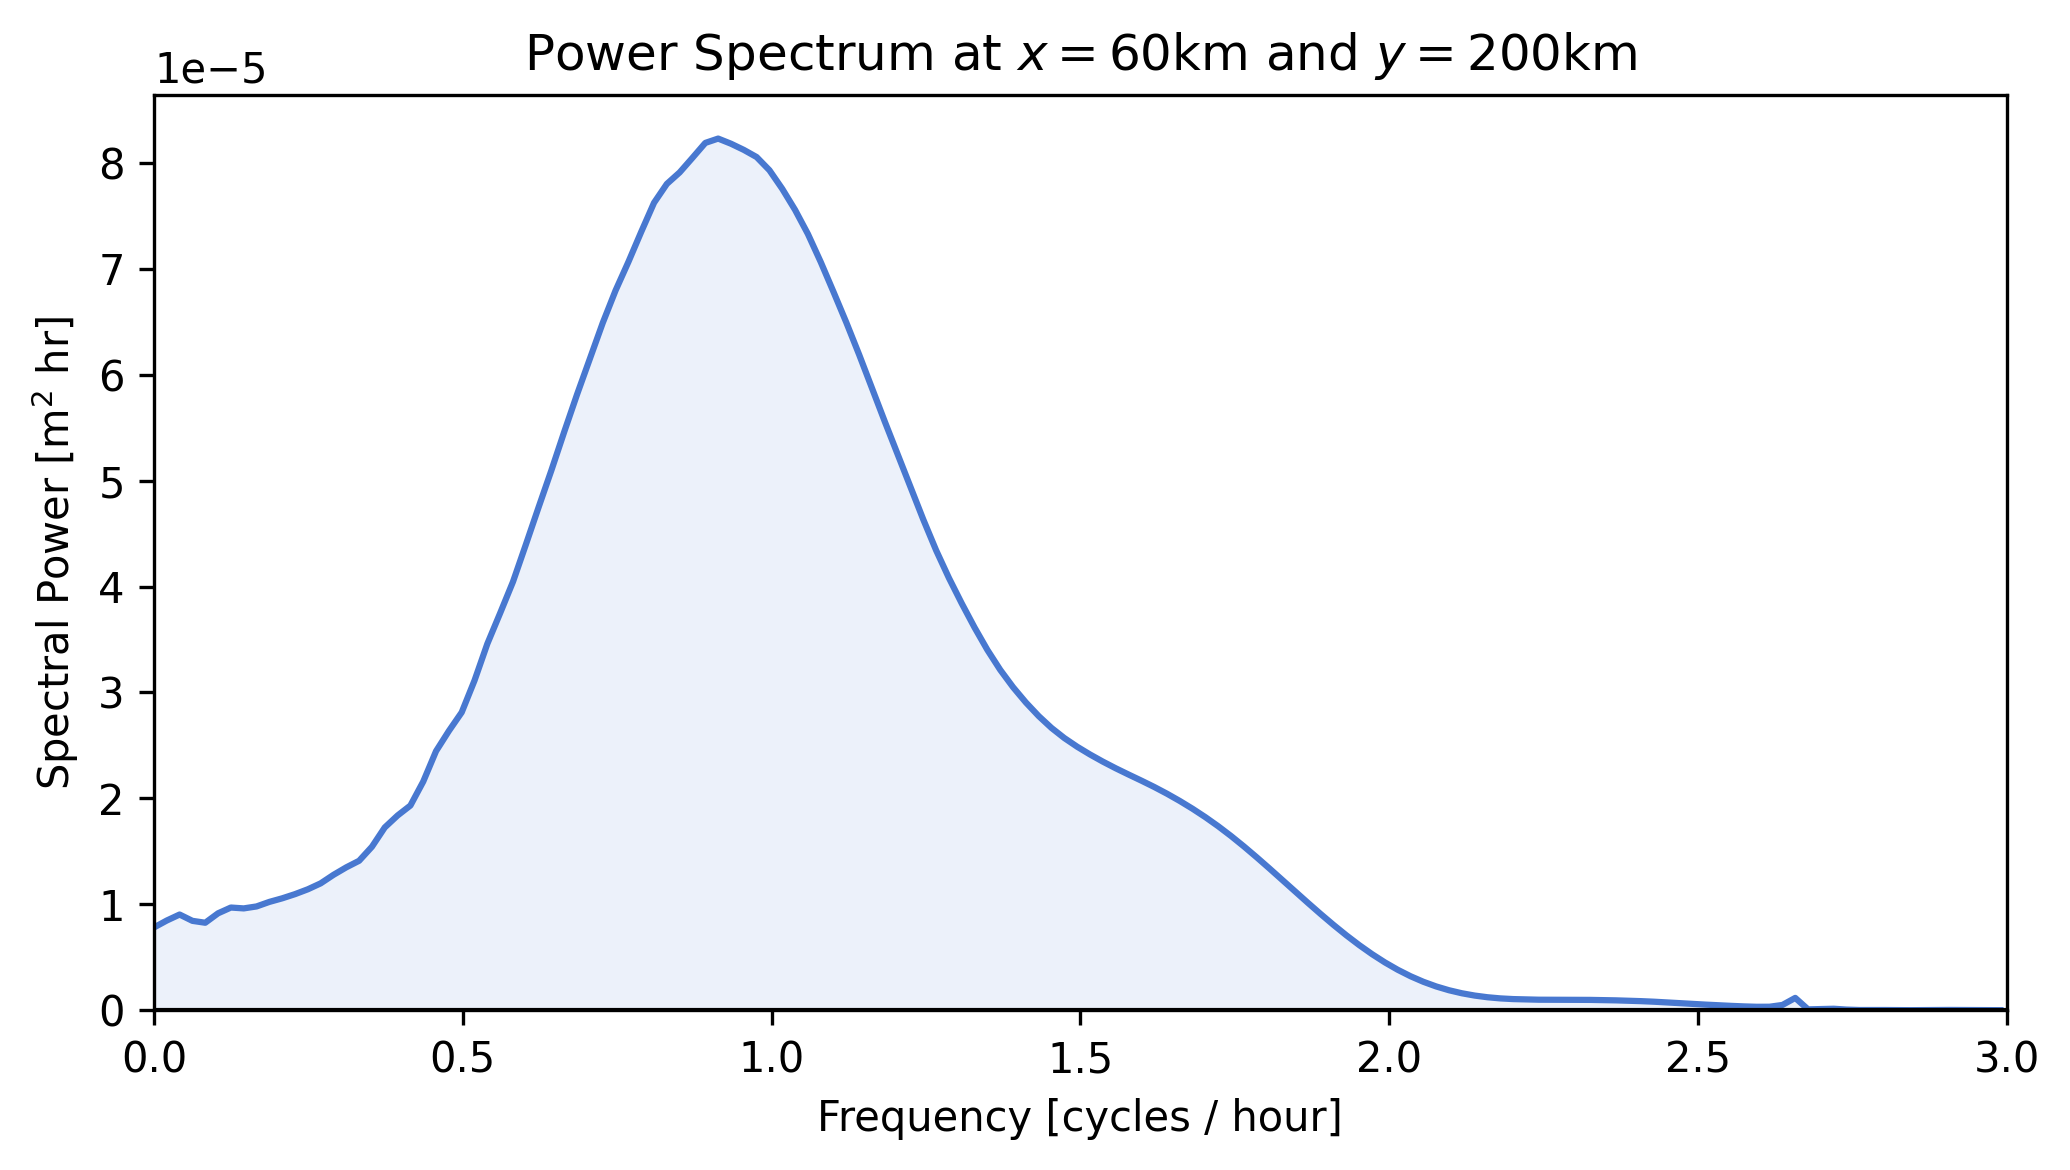 Power Spectrum at x = 60km and y = 200km
1e−5
Spectral Power [m² hr]
8
7
6
5
4
3
2
1
0
0.0 0.5 1.0 1.5 2.0 2.5 3.0
Frequency [cycles / hour]